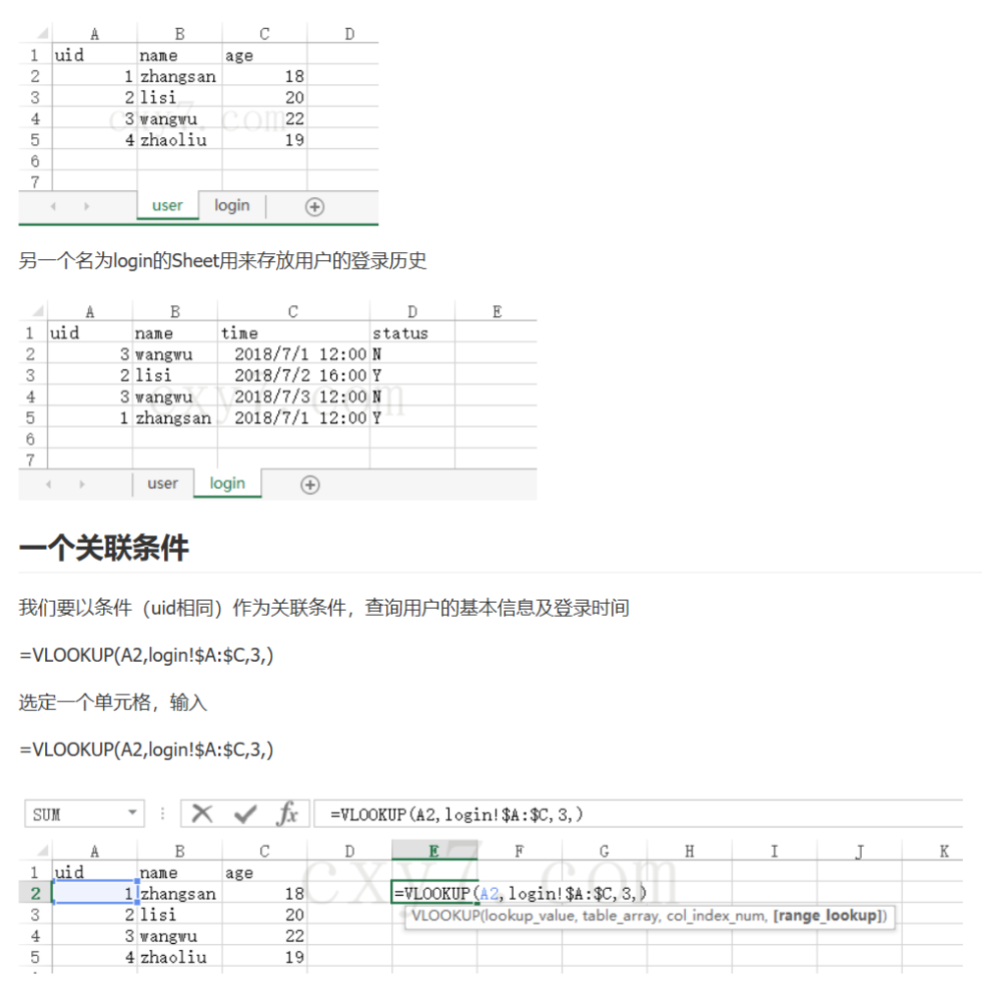 A B C D
1 uid name age
2 1 zhangsan 18
3 2 lisi 20
4 3 wangwu 22
5 4 zhaoliu 19
6
7
cxy7.com
user login
另一个名为login的Sheet用来存放用户的登录历史
A B C D E
1 uid name time status
2 3 wangwu 2018/7/1 12:00 N
3 2 lisi 2018/7/2 16:00 Y
4 3 wangwu 2018/7/3 12:00 N
5 1 zhangsan 2018/7/1 12:00 Y
6
7
cxy7.com
user login
一个关联条件
我们要以条件（uid相同）作为关联条件，查询用户的基本信息及登录时间
=VLOOKUP(A2,login!$A:$C,3,)
选定一个单元格，输入
=VLOOKUP(A2,login!$A:$C,3,)
SUM fx =VLOOKUP(A2,login!$A:$C,3,)
A B C D E F G H I J K
1 uid name age
2 1 zhangsan 18 =VLOOKUP(A2,login!$A:$C,3,)
3 2 lisi 20 VLOOKUP(lookup_value, table_array, col_index_num, [range_lookup])
4 3 wangwu 22
5 4 zhaoliu 19
cxy7.com